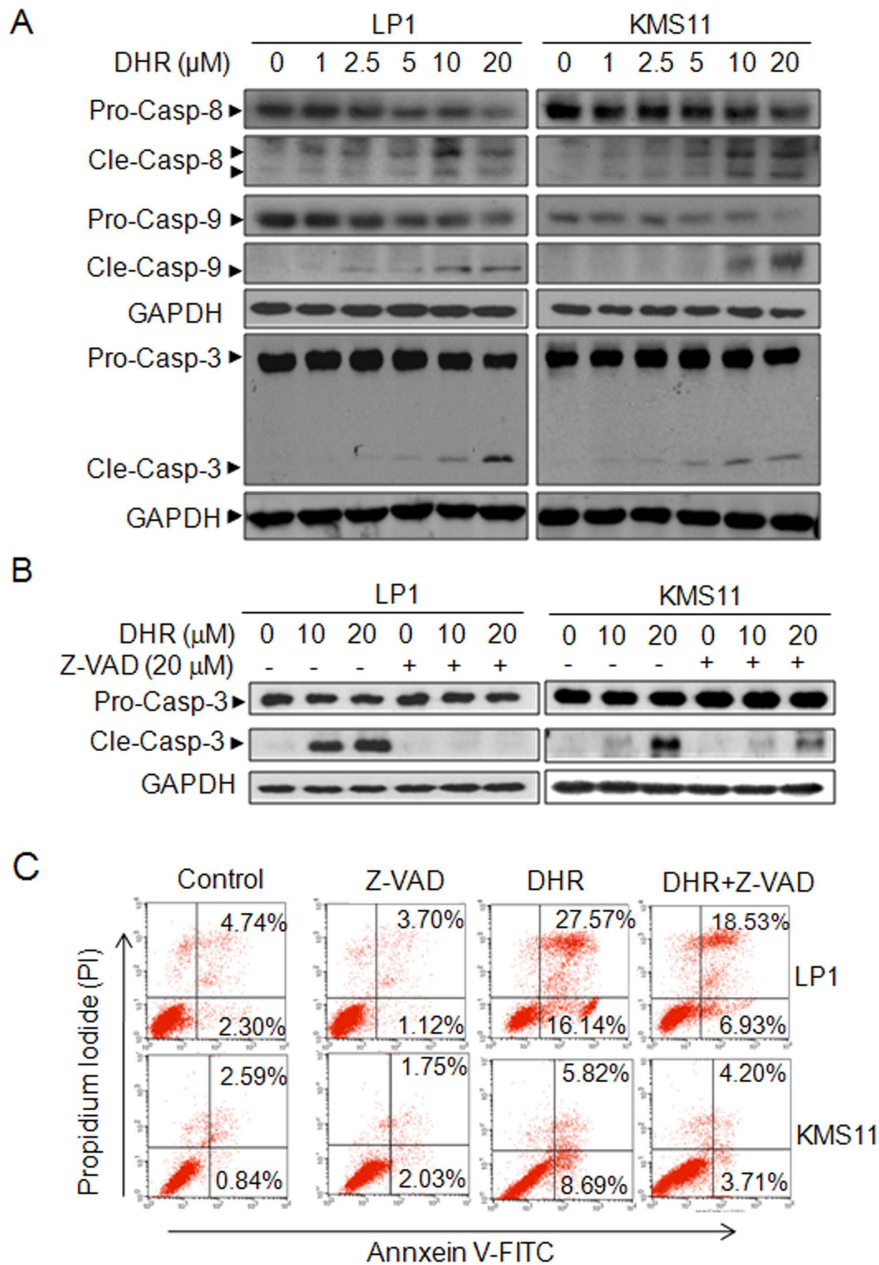 A
LP1 KMS11
DHR (µM) 0 1 2.5 5 10 20 0 1 2.5 5 10 20
Pro-Casp-8
Cle-Casp-8
Pro-Casp-9
Cle-Casp-9
GAPDH
Pro-Casp-3
Cle-Casp-3
GAPDH
B
LP1 KMS11
DHR (µM) 0 10 20 0 10 20 0 10 20 0 10 20
Z-VAD (20 µM) - - - + + + - - - + + +
Pro-Casp-3
Cle-Casp-3
GAPDH
C
Control Z-VAD DHR DHR+Z-VAD
4.74% 3.70% 27.57% 18.53%
LP1
2.30% 1.12% 16.14% 6.93%
2.59% 1.75% 5.82% 4.20%
KMS11
0.84% 2.03% 8.69% 3.71%
Propidium Iodide (PI)
Annxein V-FITC